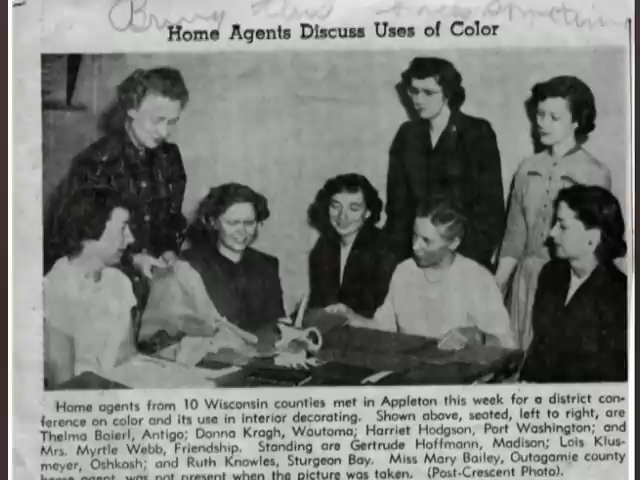 Bring
Home Agents Discuss Uses of Color
Home agents from 10 Wisconsin counties met in Appleton this week for a district con-
ference on color and its use in interior decorating. Shown above, seated, left to right, are
Thelma Baierl, Antigo; Donna Kragh, Wautoma; Harriet Hodgson, Port Washington; and
Mrs. Myrtle Webb, Friendship. Standing are Gertrude Hoffmann, Madison; Lois Klus-
meyer, Oshkosh; and Ruth Knowles, Sturgeon Bay. Miss Mary Bailey, Outagamie county
home agent, was not present when the picture was taken. (Post-Crescent Photo).